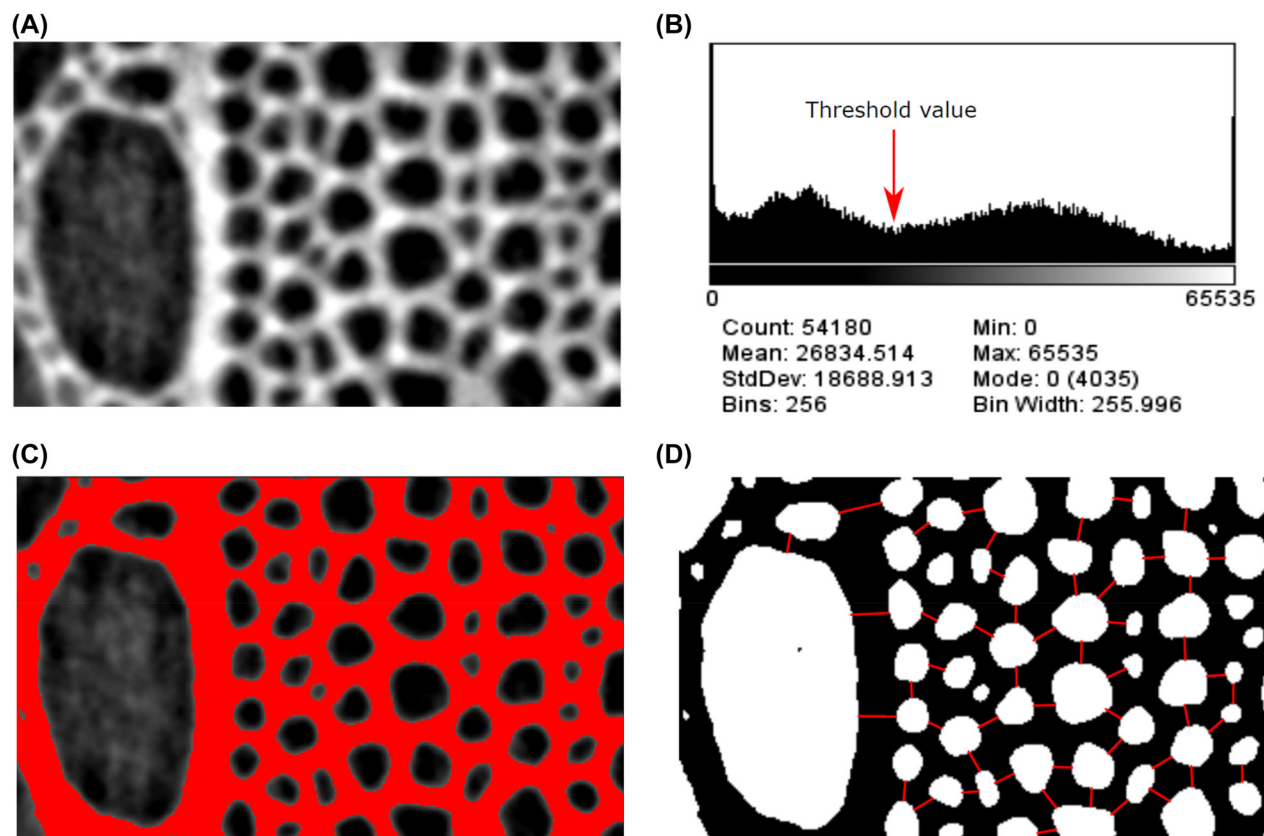 (A)
(B)
Threshold value
0
65535
Count: 54180
Min: 0
Mean: 26834.514
Max: 65535
StdDev: 18688.913
Mode: 0 (4035)
Bins: 256
Bin Width: 255.996
(C)
(D)